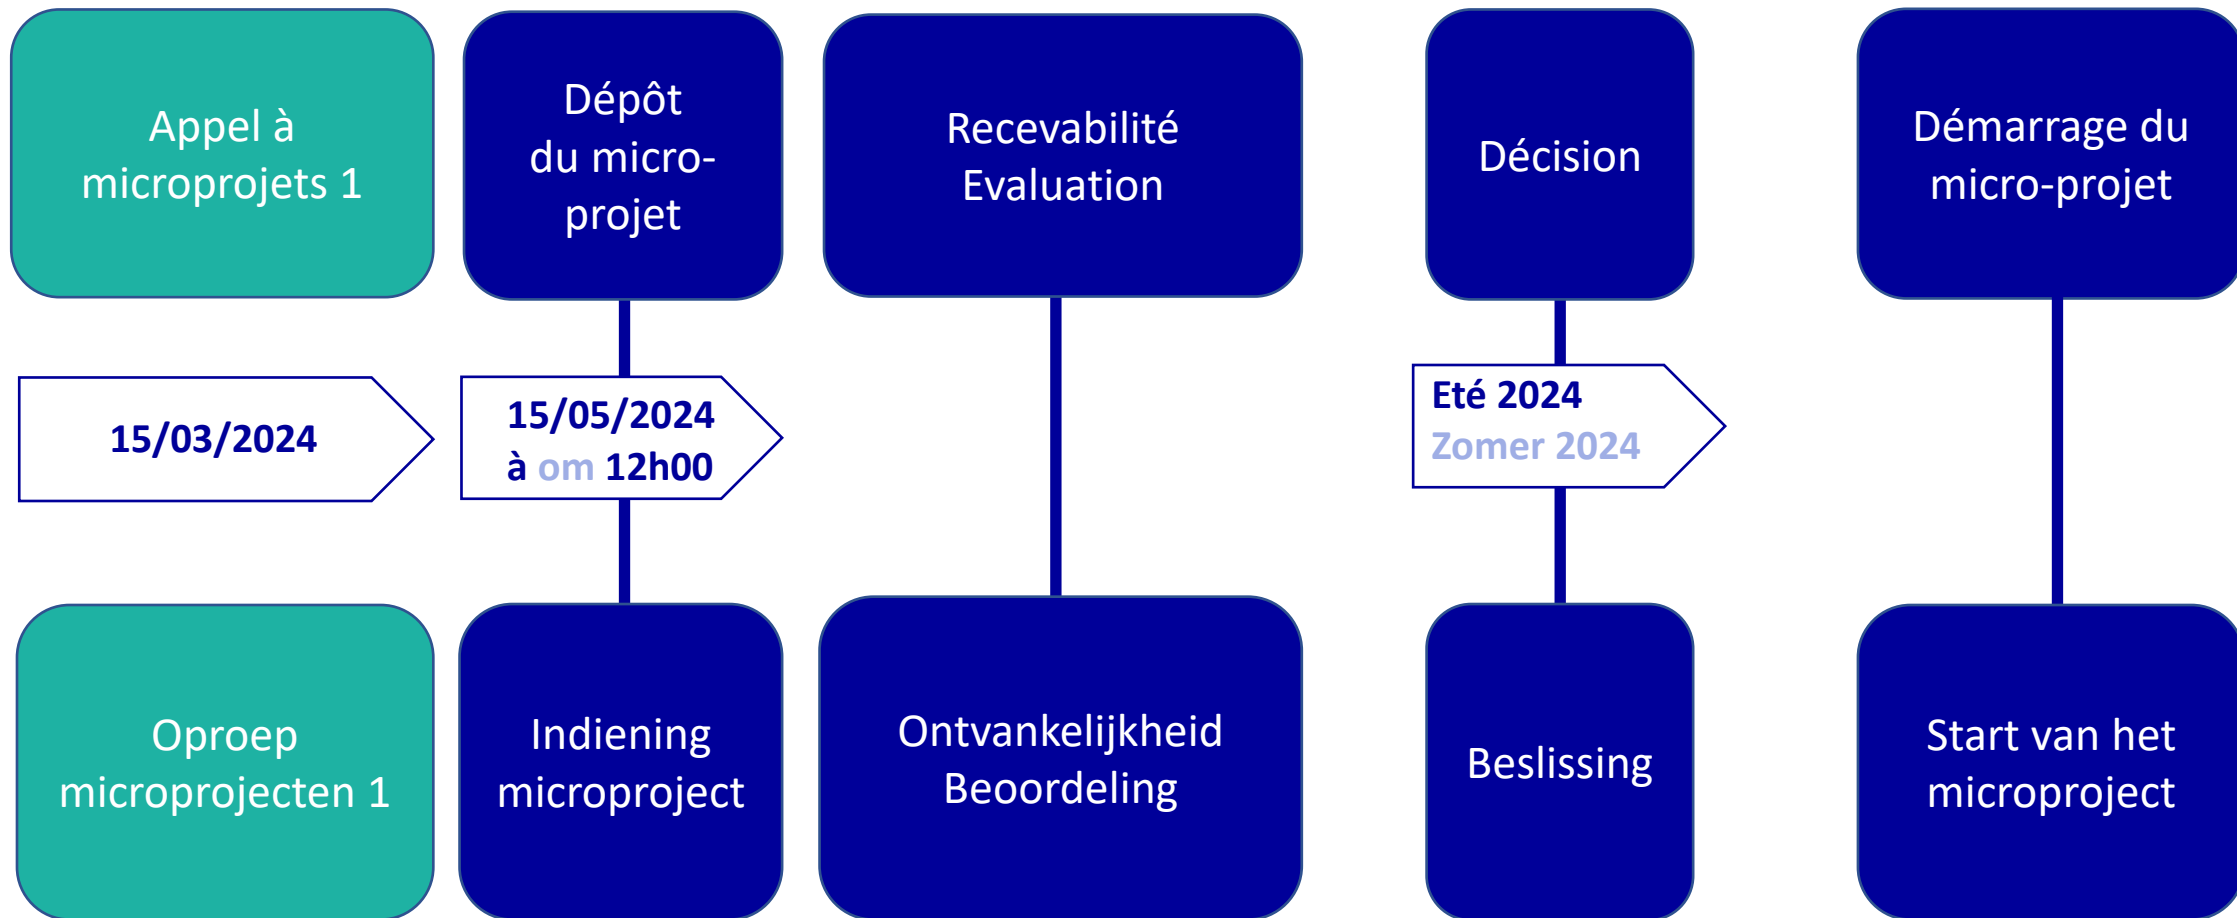 Appel à
microprojets 1
Dépôt
du micro-
projet
Recevabilité
Evaluation
Décision
Démarrage du
micro-projet
15/03/2024
15/05/2024
à om 12h00
Eté 2024
Zomer 2024
Oproep
microprojecten 1
Indiening
microproject
Ontvankelijkheid
Beoordeling
Beslissing
Start van het
microproject